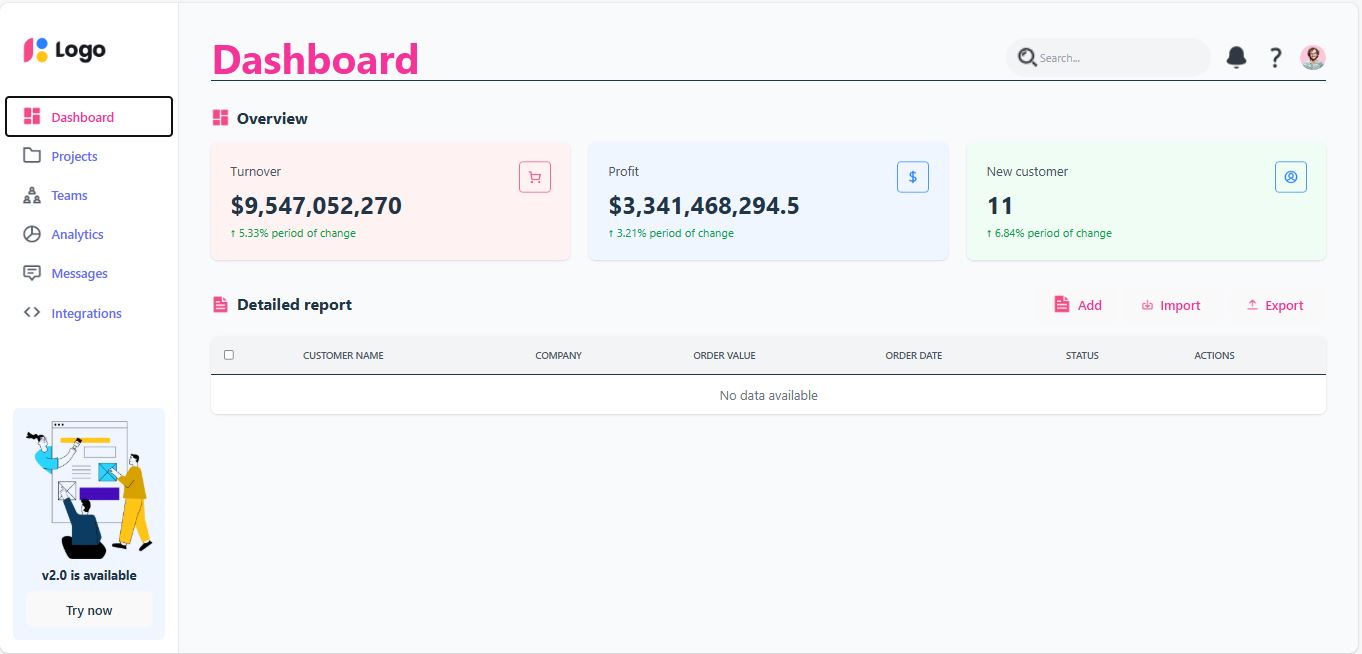 Logo
Dashboard
Projects
Teams
Analytics
Messages
Integrations
v2.0 is available
Try now
Dashboard
Search...
?
Overview
Turnover
$9,547,052,270
↑ 5.33% period of change
Profit
$
$3,341,468,294.5
↑ 3.21% period of change
New customer
11
↑ 6.84% period of change
Detailed report
Add Import Export
CUSTOMER NAME COMPANY ORDER VALUE ORDER DATE STATUS ACTIONS
No data available